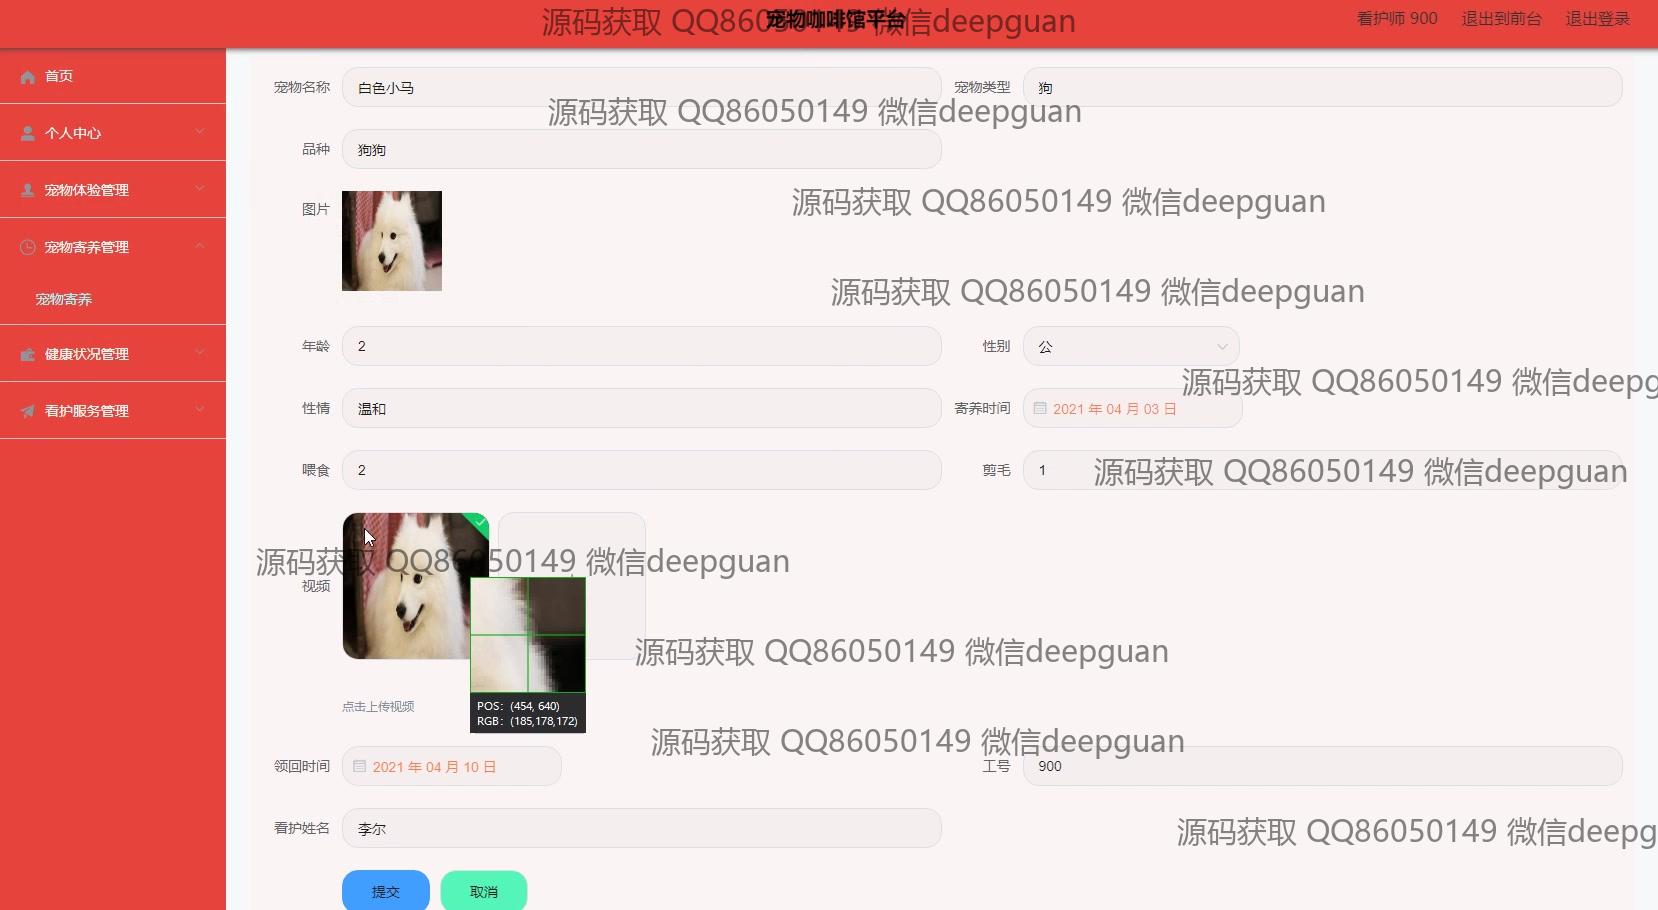 宠物咖啡馆平台
源码获取 QQ86050149 微信deepguan
看护师 900 退出到前台 退出登录
首页
个人中心
宠物体验管理
宠物寄养管理
宠物寄养
健康状况管理
看护服务管理
宠物名称 白色小马 宠物类型 狗
源码获取 QQ86050149 微信deepguan
品种 狗狗
源码获取 QQ86050149 微信deepguan
图片
源码获取 QQ86050149 微信deepguan
年龄 2 性别 公
源码获取 QQ86050149 微信deepg
性情 温和 寄养时间 2021 年 04 月 03 日
喂食 2 剪毛 1
源码获取 QQ86050149 微信deepguan
源码获取 QQ86050149 微信deepguan
视频
源码获取 QQ86050149 微信deepguan
点击上传视频
POS: (454, 640)
RGB: (185,178,172)
源码获取 QQ86050149 微信deepguan
领回时间 2021 年 04 月 10 日 工号 900
看护姓名 李尔
源码获取 QQ86050149 微信deepg
提交 取消